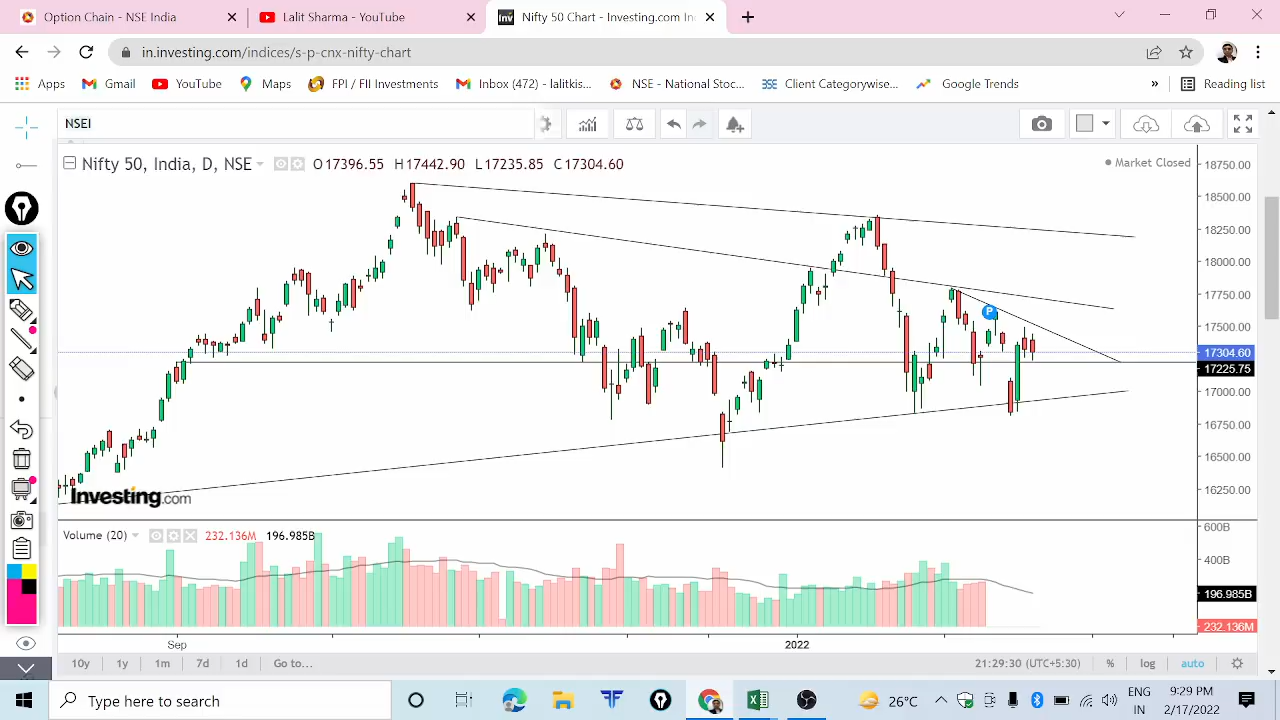 Option Chain - NSE India
Lalit Sharma - YouTube
Nifty 50 Chart - Investing.com In
in.investing.com/indices/s-p-cnx-nifty-chart
Apps
Gmail
YouTube
Maps
FPI / FII Investments
Inbox (472) - lalitkis...
NSE - National Stoc...
Client Categorywise...
Google Trends
»
Reading list
NSEI
Nifty 50, India, D, NSE
O17396.55 H17442.90 L17235.85 C17304.60
Market Closed
18750.00
18500.00
18250.00
18000.00
17750.00
P
17500.00
17304.60
17225.75
17000.00
16750.00
16500.00
16250.00
Investing.com
Volume (20)
232.136M 196.985B
600B
400B
196.985B
232.136M
Sep
2022
10y
1y
1m
7d
1d
Go to...
21:29:30 (UTC+5:30)
%
log
auto
Type here to search
26°C
ENG
IN
9:29 PM
2/17/2022